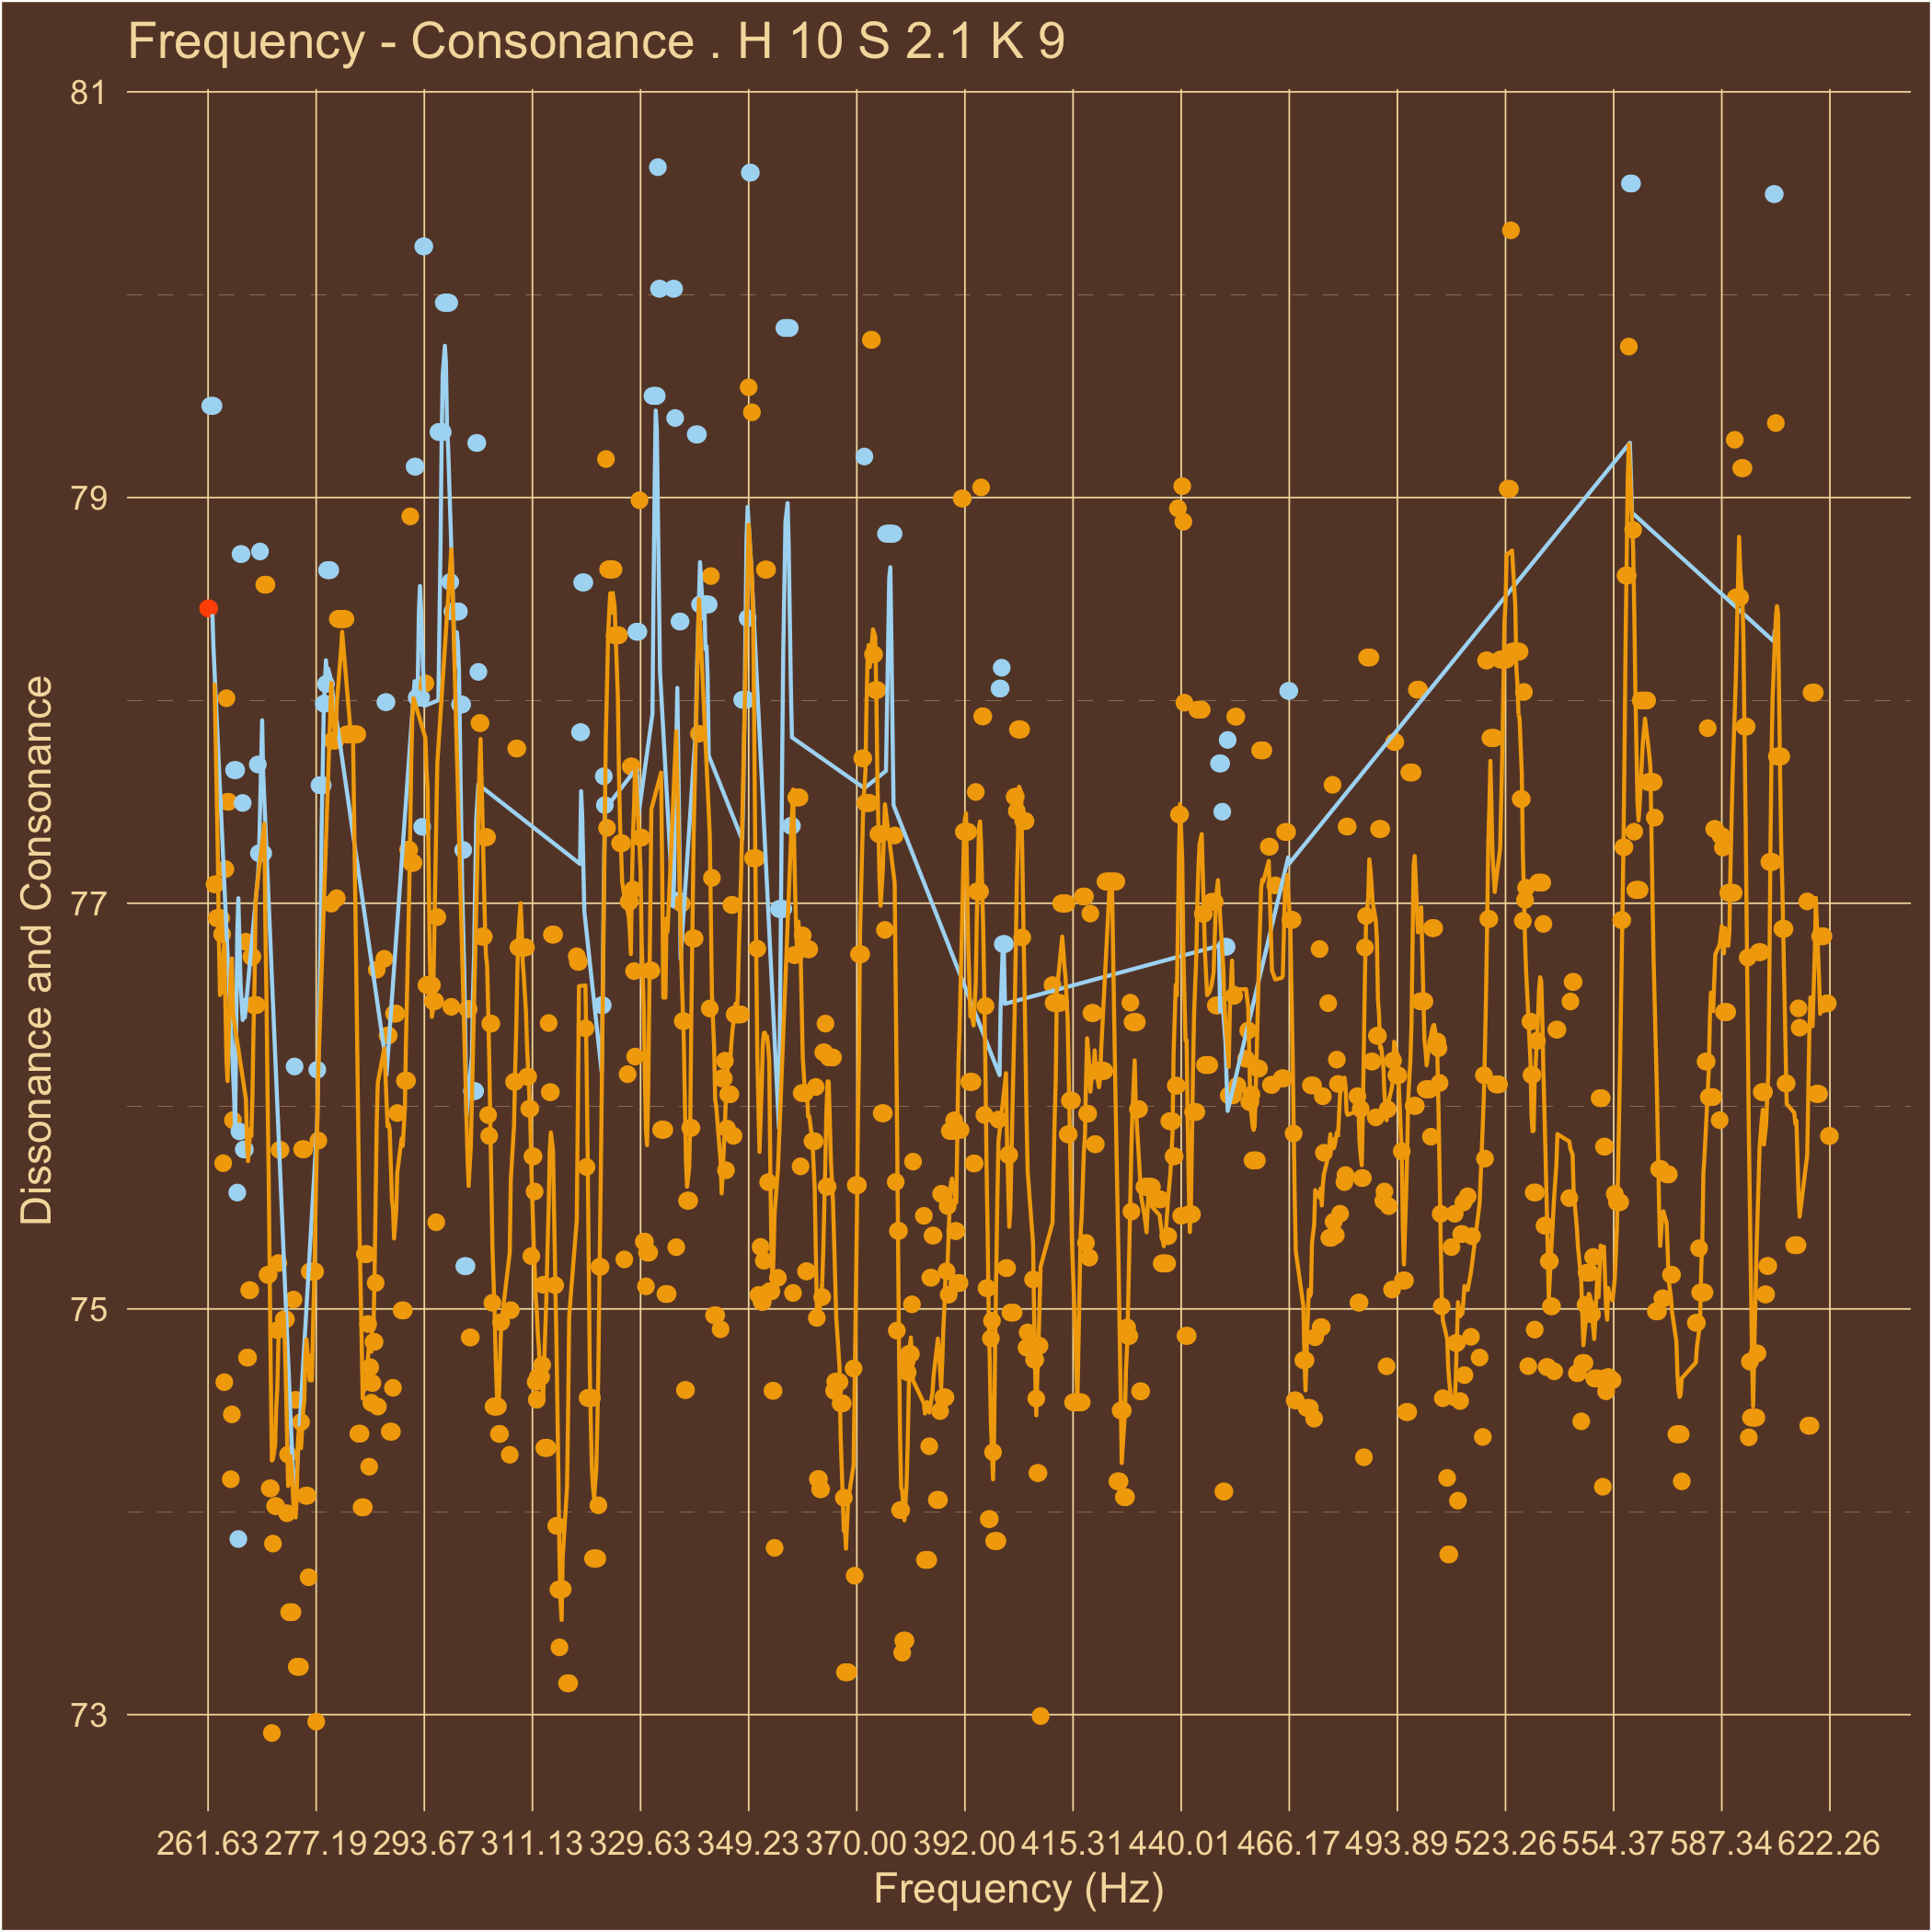 Frequency - Consonance . H 10 S 2.1 K 9
81
79
77
75
73
Dissonance and Consonance
261.63 277.19 293.67 311.13 329.63 349.23 370.00 392.00 415.31 440.01 466.17 493.89 523.26 554.37 587.34 622.26
Frequency (Hz)